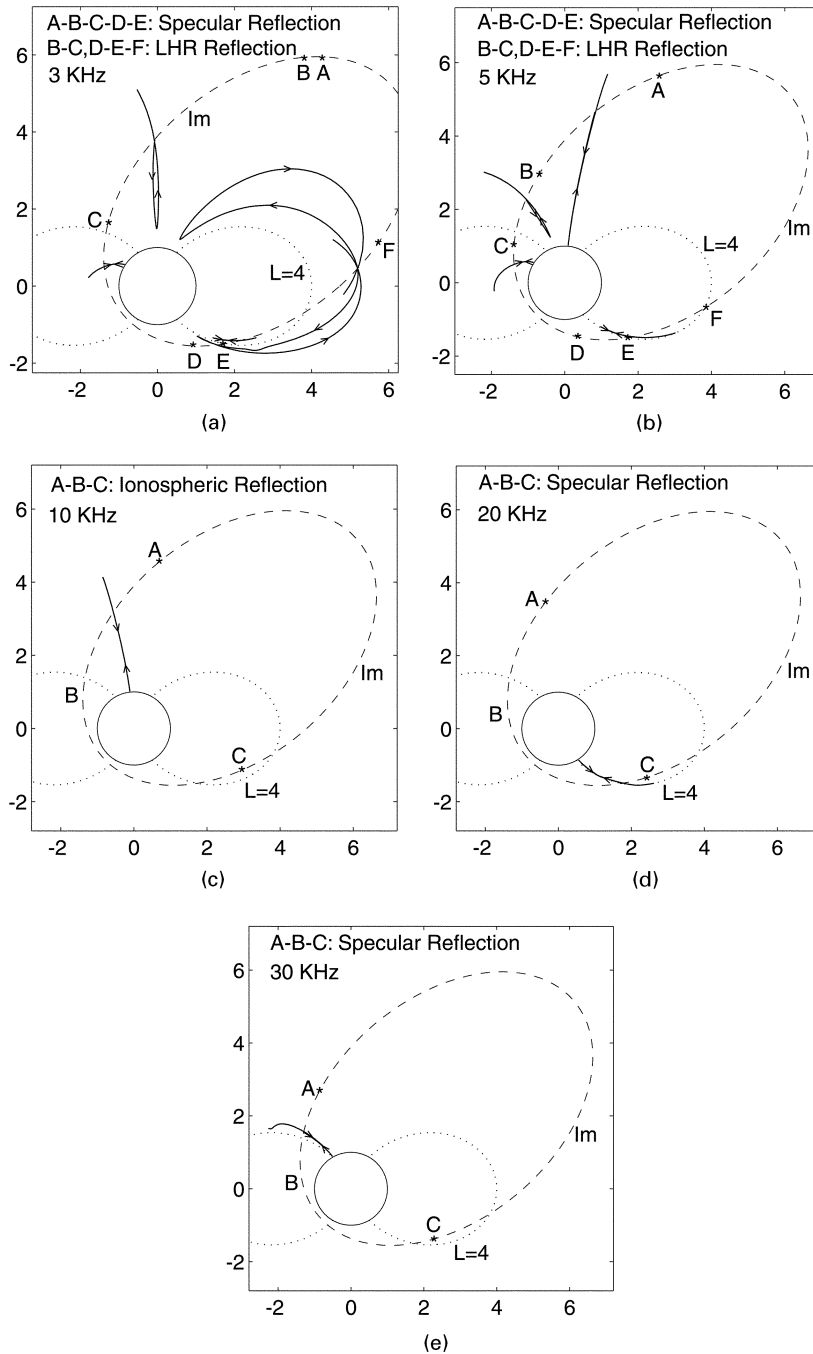 A-B-C-D-E: Specular Reflection
B-C,D-E-F: LHR Reflection
3 KHz
B A
Im
C
F
L=4
D E
6
4
2
0
-2
-2 0 2 4 6
(a)
A-B-C-D-E: Specular Reflection
B-C,D-E-F: LHR Reflection
5 KHz
A
B
C
L=4
Im
F
D E
6
4
2
0
-2
-2 0 2 4 6
(b)
A-B-C: Ionospheric Reflection
10 KHz
A
Im
B
C
L=4
6
4
2
0
-2
-2 0 2 4 6
(c)
A-B-C: Specular Reflection
20 KHz
A
Im
B
C
L=4
6
4
2
0
-2
-2 0 2 4 6
(d)
A-B-C: Specular Reflection
30 KHz
A
Im
B
C
L=4
6
4
2
0
-2
-2 0 2 4 6
(e)